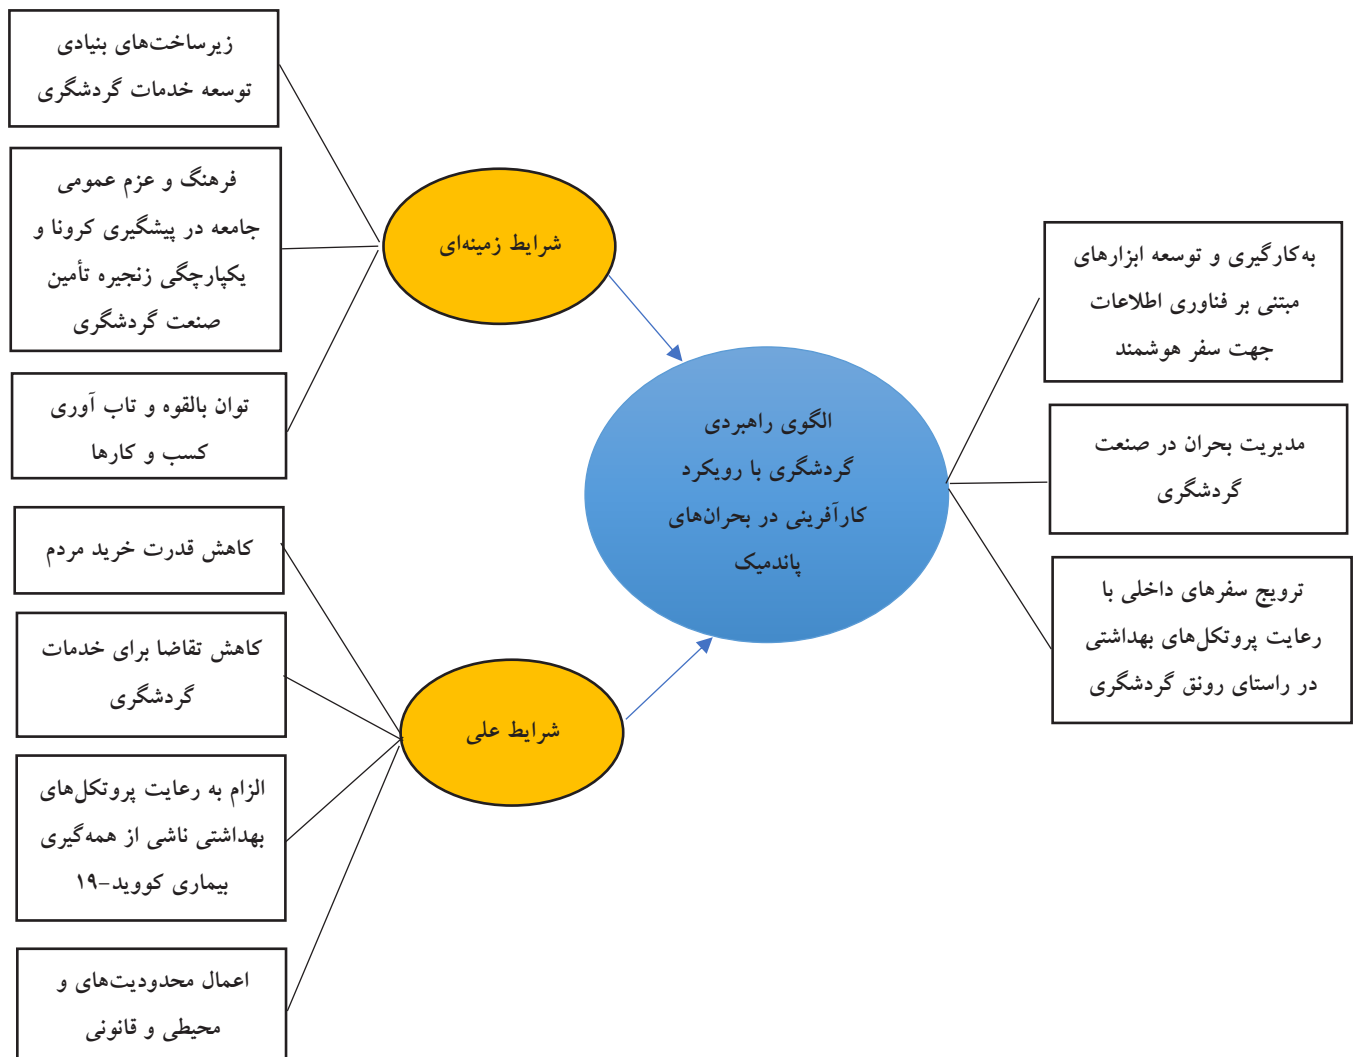 زیرساخت‌های بنیادی
توسعه خدمات گردشگری
فرهنگ و عزم عمومی
جامعه در پیشگیری کرونا و
یکپارچگی زنجیره تأمین
صنعت گردشگری
توان بالقوه و تاب آوری
کسب و کارها
کاهش قدرت خرید مردم
کاهش تقاضا برای خدمات
گردشگری
الزام به رعایت پروتکل‌های
بهداشتی ناشی از همه‌گیری
بیماری کووید-۱۹
اعمال محدودیت‌های و
محیطی و قانونی
شرایط زمینه‌ای
شرایط علی
الگوی راهبردی
گردشگری با رویکرد
کارآفرینی در بحران‌های
پاندمیک
به‌کارگیری و توسعه ابزارهای
مبتنی بر فناوری اطلاعات
جهت سفر هوشمند
مدیریت بحران در صنعت
گردشگری
ترویج سفرهای داخلی با
رعایت پروتکل‌های بهداشتی
در راستای رونق گردشگری